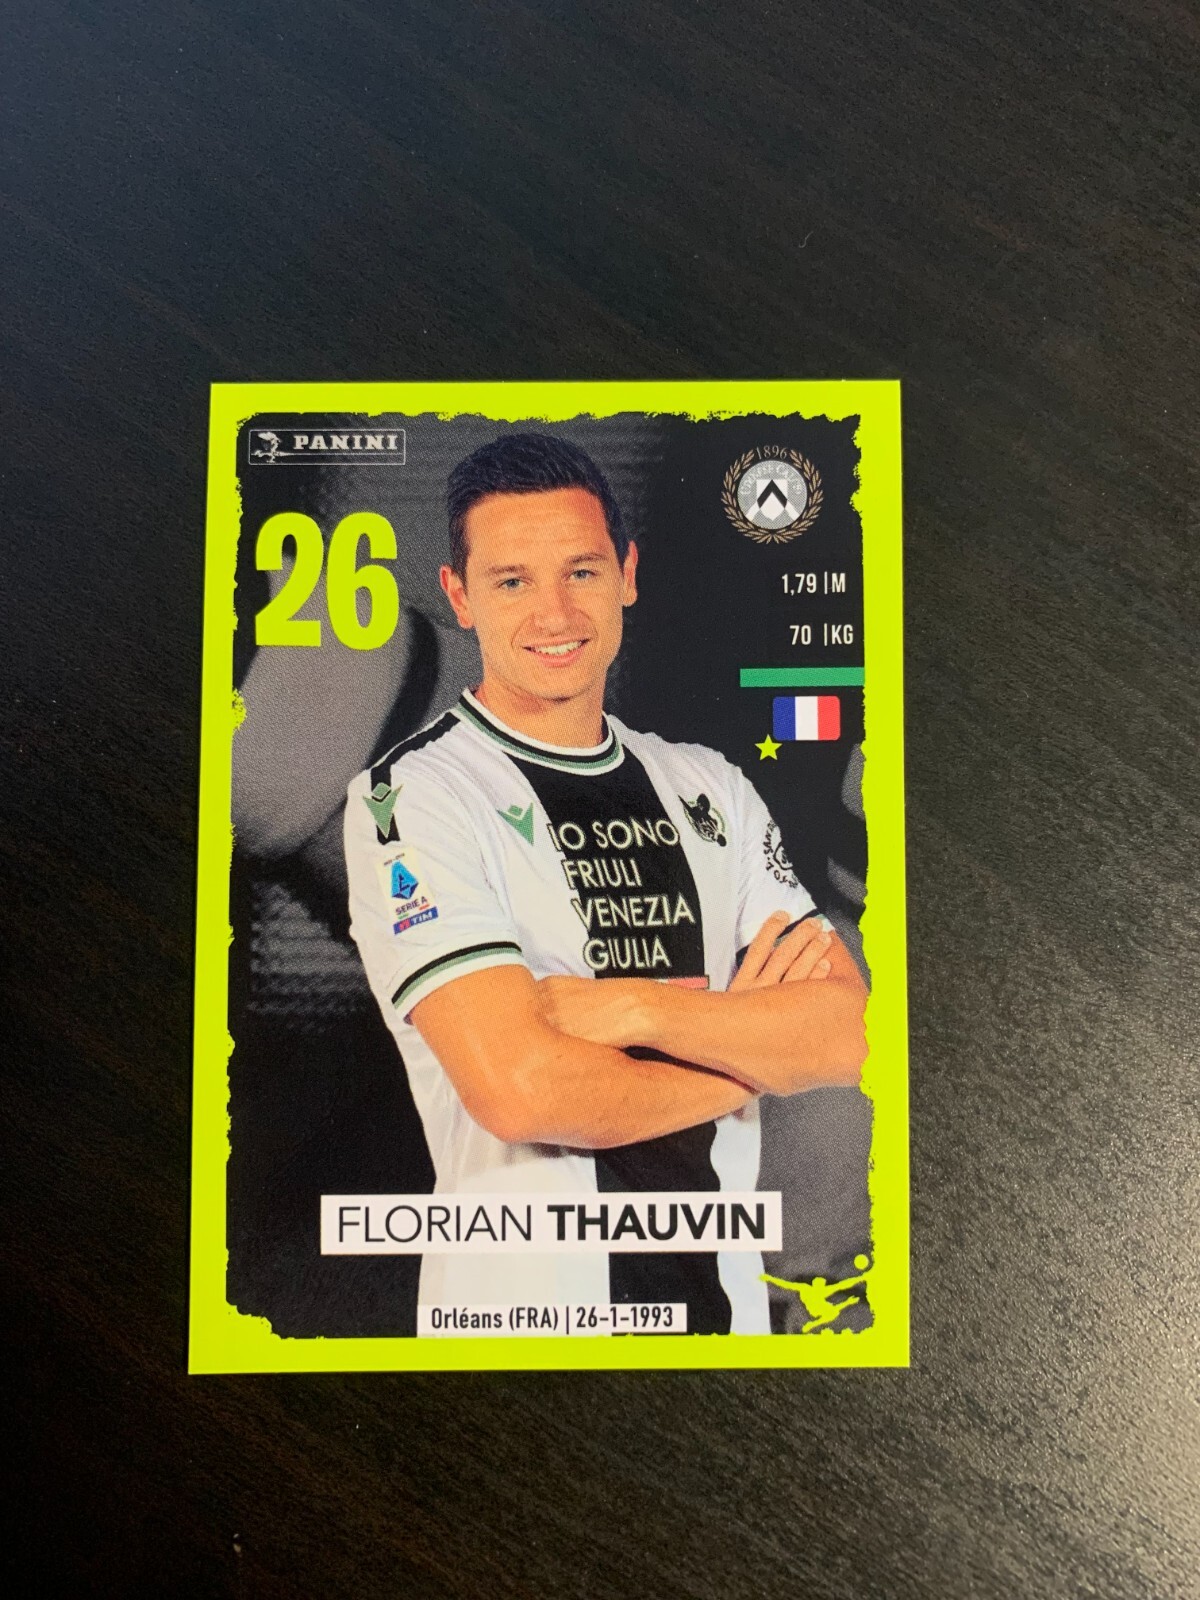 PANINI
1896
26
1,79 | M
70 | KG
IO SONO
FRIULI
VENEZIA
GIULIA
SERIE A
TIM
FLORIAN THAUVIN
Orléans (FRA) | 26-1-1993